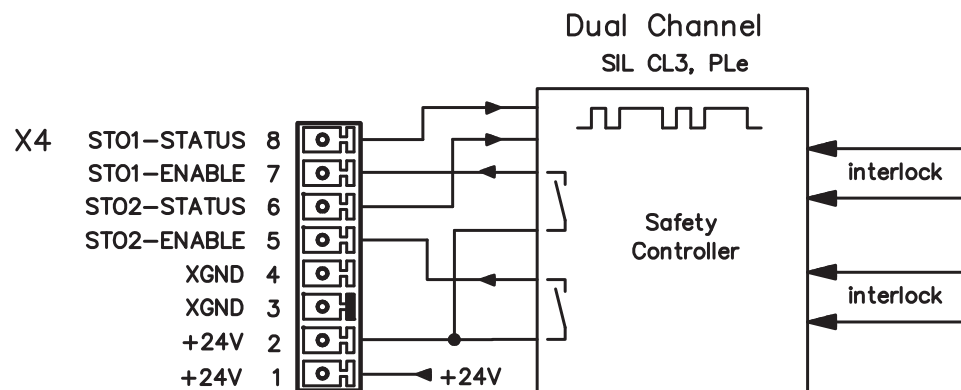 Dual Channel
SIL CL3, PLe
X4 STO1-STATUS 8
STO1-ENABLE 7
STO2-STATUS 6
STO2-ENABLE 5
XGND 4
XGND 3
+24V 2
+24V 1
+24V
Safety
Controller
interlock
interlock